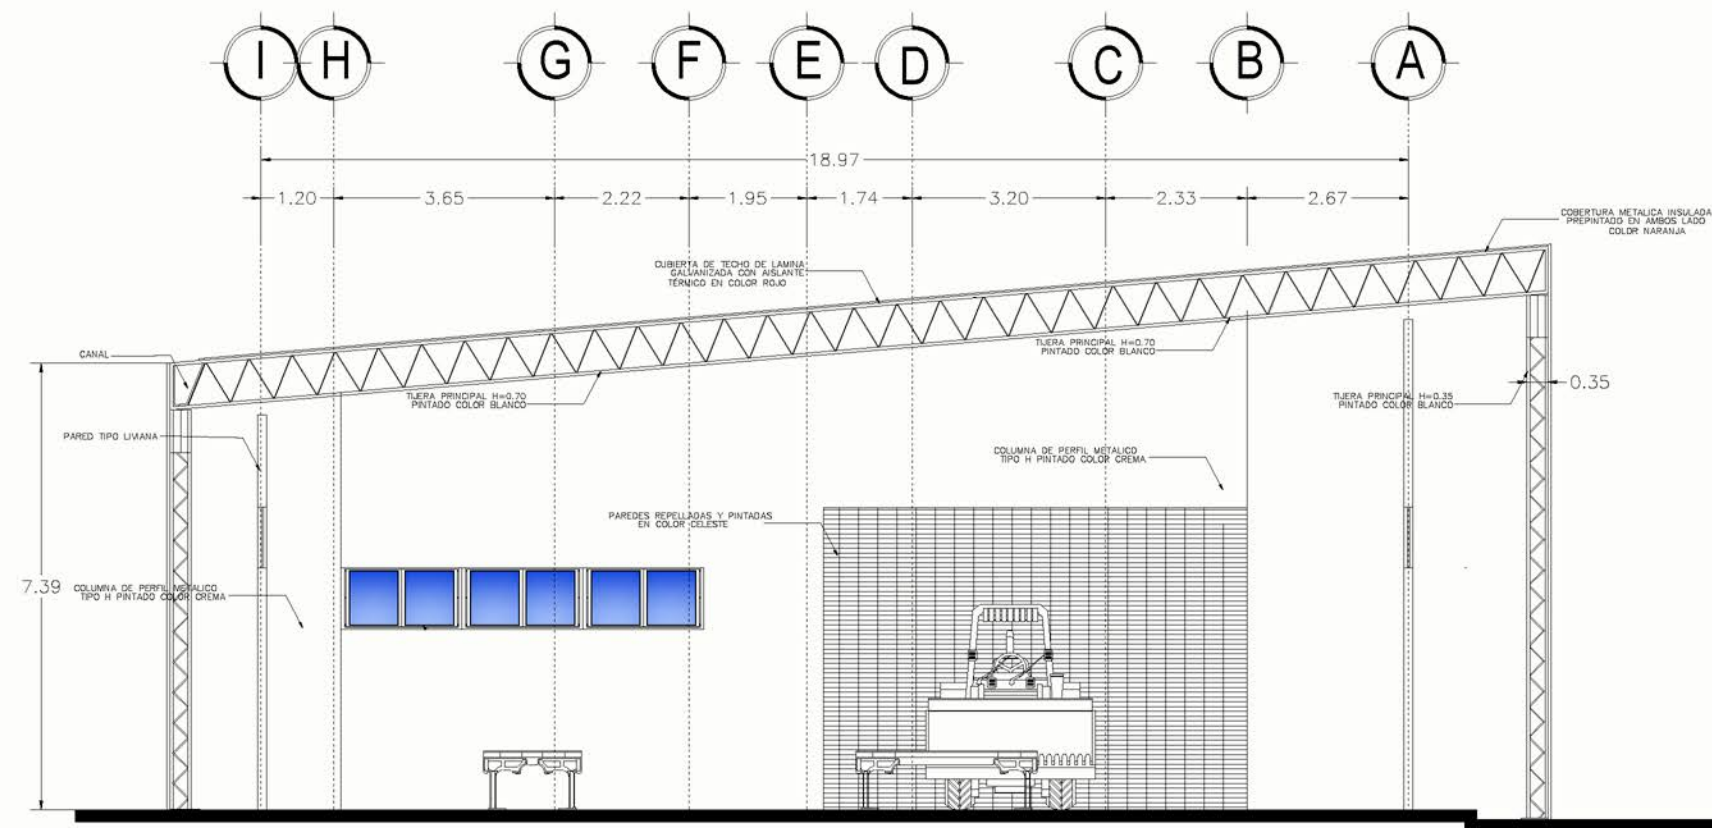 I H G F E D C B A
18.97
1.20 3.65 2.22 1.95 1.74 3.20 2.33 2.67
COBERTURA METALICA INSULADA
PREPINTADO EN AMBOS LADO
COLOR NARANJA
CUBIERTA DE TECHO DE LAMINA
GALVANIZADA CON AISLANTE
TÉRMICO EN COLOR ROJO
CANAL
TIJERA PRINCIPAL H=0.70
PINTADO COLOR BLANCO
TIJERA PRINCIPAL H=0.70
PINTADO COLOR BLANCO
TIJERA PRINCIPAL H=0.35
PINTADO COLOR BLANCO
0.35
PARED TIPO LIVIANA
COLUMNA DE PERFIL METALICO
TIPO H PINTADO COLOR CREMA
PAREDES REPELLADAS Y PINTADAS
EN COLOR CELESTE
7.39
COLUMNA DE PERFIL METALICO
TIPO H PINTADO COLOR CREMA